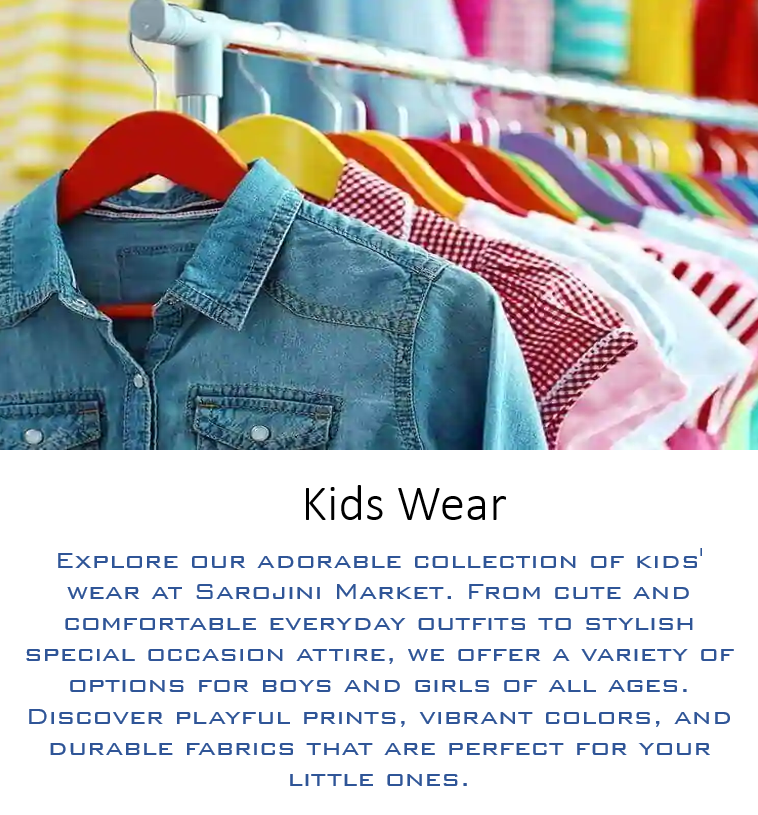 Kids Wear
Explore our adorable collection of kids'
wear at Sarojini Market. From cute and
comfortable everyday outfits to stylish
special occasion attire, we offer a variety of
options for boys and girls of all ages.
Discover playful prints, vibrant colors, and
durable fabrics that are perfect for your
little ones.